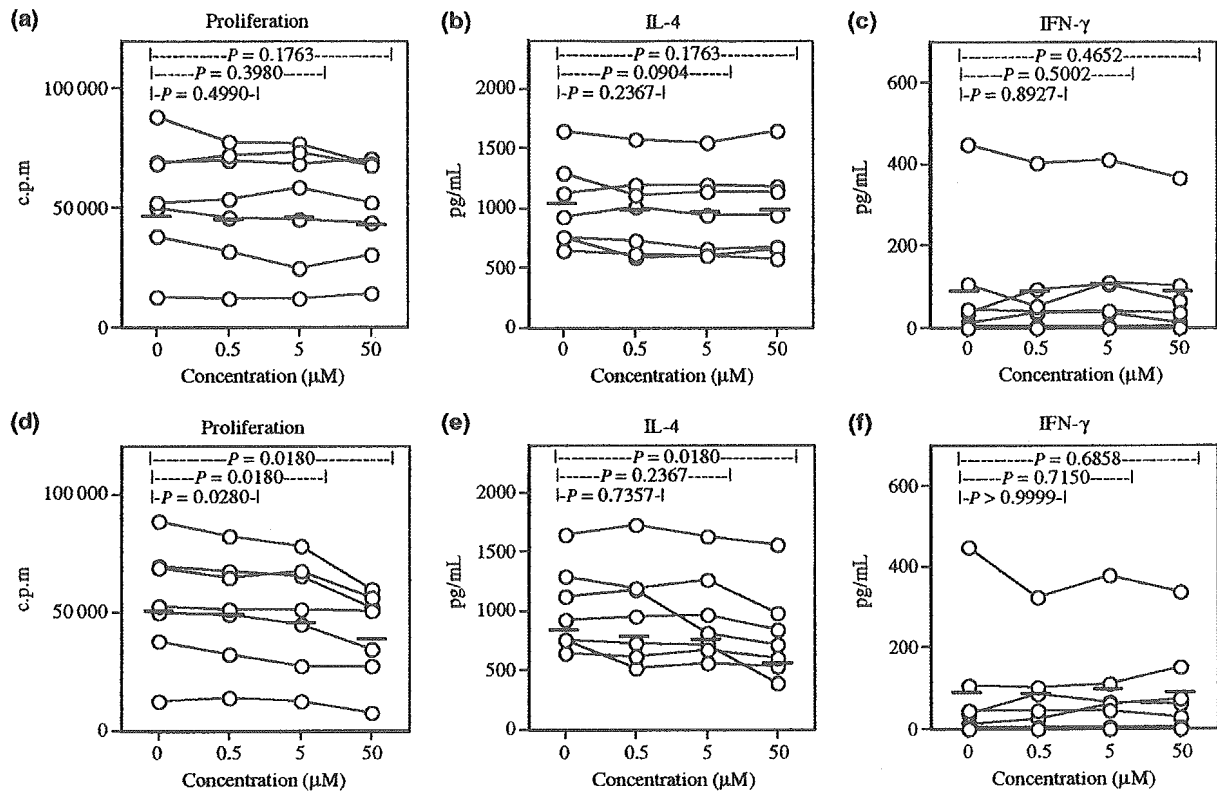 (a)
Proliferation
|----------------P = 0.1763----------------|
|---------P = 0.3980---------|
|-P = 0.4990-|
100 000
50 000
0
c.p.m
0 0.5 5 50
Concentration (μM)
(b)
IL-4
|----------------P = 0.1763----------------|
|---------P = 0.0904---------|
|-P = 0.2367-|
2000
1500
1000
500
0
pg/mL
0 0.5 5 50
Concentration (μM)
(c)
IFN-γ
|----------------P = 0.4652----------------|
|---------P = 0.5002---------|
|-P = 0.8927-|
600
400
200
0
pg/mL
0 0.5 5 50
Concentration (μM)
(d)
Proliferation
|----------------P = 0.0180----------------|
|---------P = 0.0180---------|
|-P = 0.0280-|
100 000
50 000
0
c.p.m
0 0.5 5 50
Concentration (μM)
(e)
IL-4
|----------------P = 0.0180----------------|
|---------P = 0.2367---------|
|-P = 0.7357-|
2000
1500
1000
500
0
pg/mL
0 0.5 5 50
Concentration (μM)
(f)
IFN-γ
|----------------P = 0.6858----------------|
|---------P = 0.7150---------|
|-P > 0.9999-|
600
400
200
0
pg/mL
0 0.5 5 50
Concentration (μM)